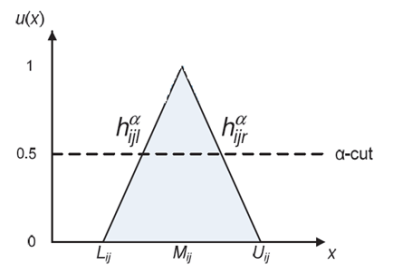 u(x)
1
h^α_ijl h^α_ijr
0.5 α-cut
0
L_ij M_ij U_ij x